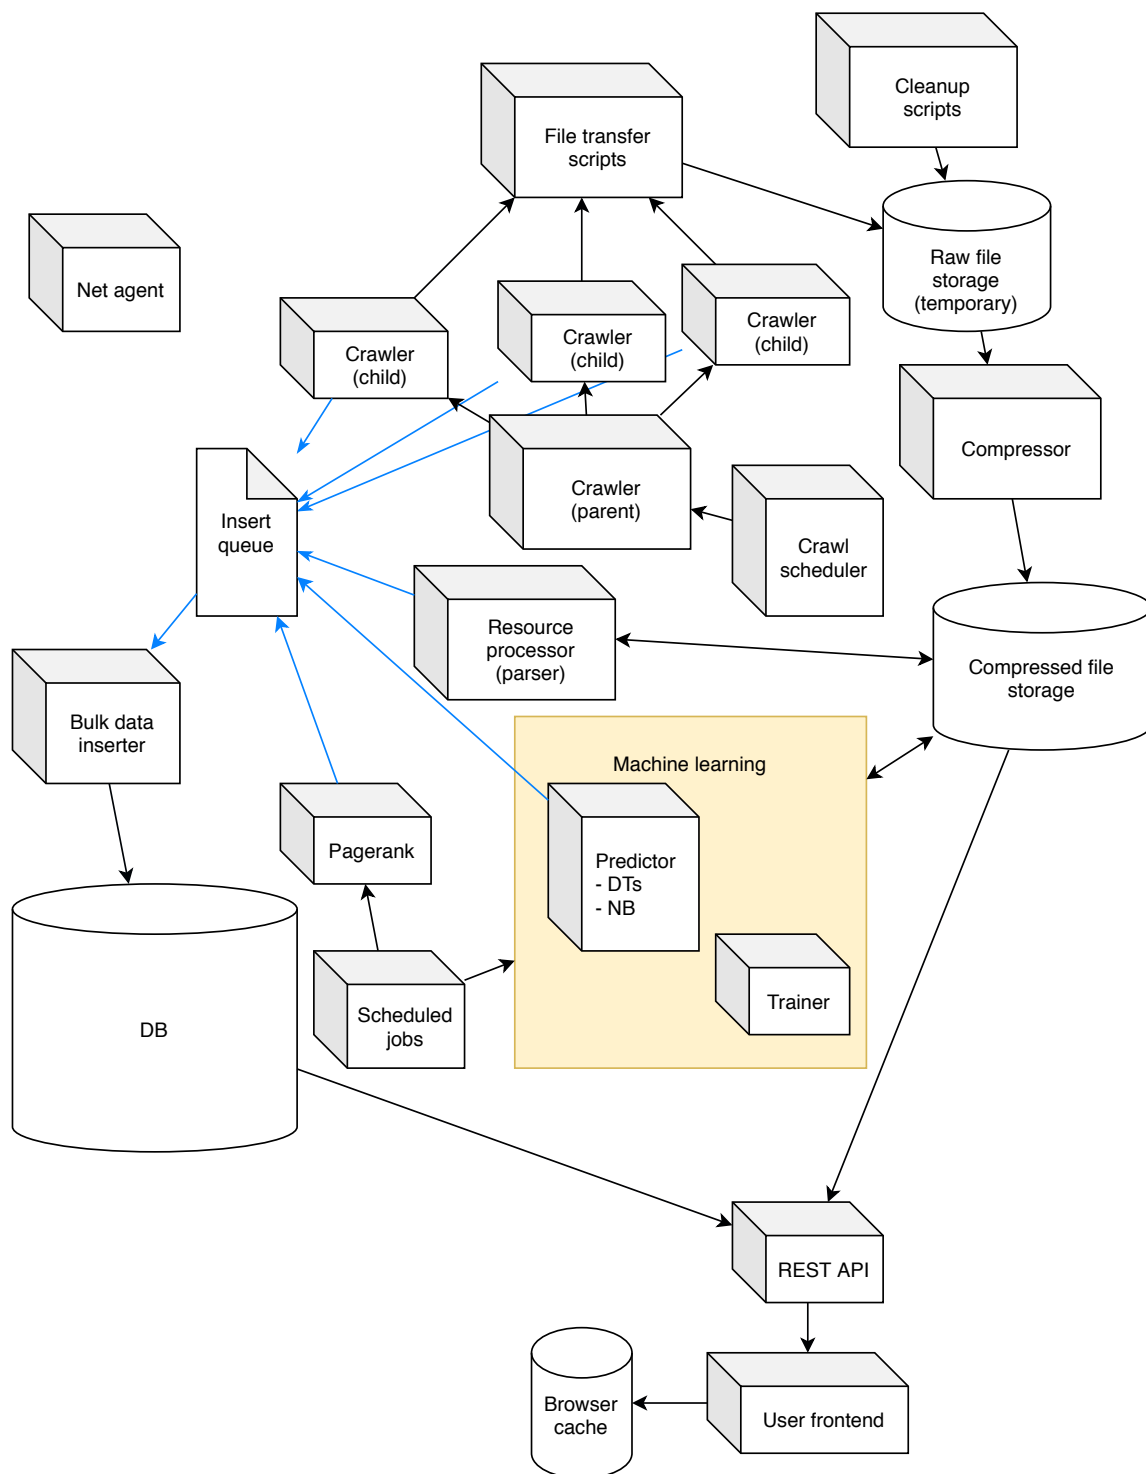 Cleanup
scripts
File transfer
scripts
Raw file
storage
(temporary)
Net agent
Crawler
(child)
Crawler
(child)
Crawler
(child)
Compressor
Crawler
(parent)
Insert
queue
Crawl
scheduler
Resource
processor
(parser)
Compressed file
storage
Bulk data
inserter
Machine learning
Pagerank
Predictor
- DTs
- NB
Trainer
Scheduled
jobs
DB
REST API
User frontend
Browser
cache